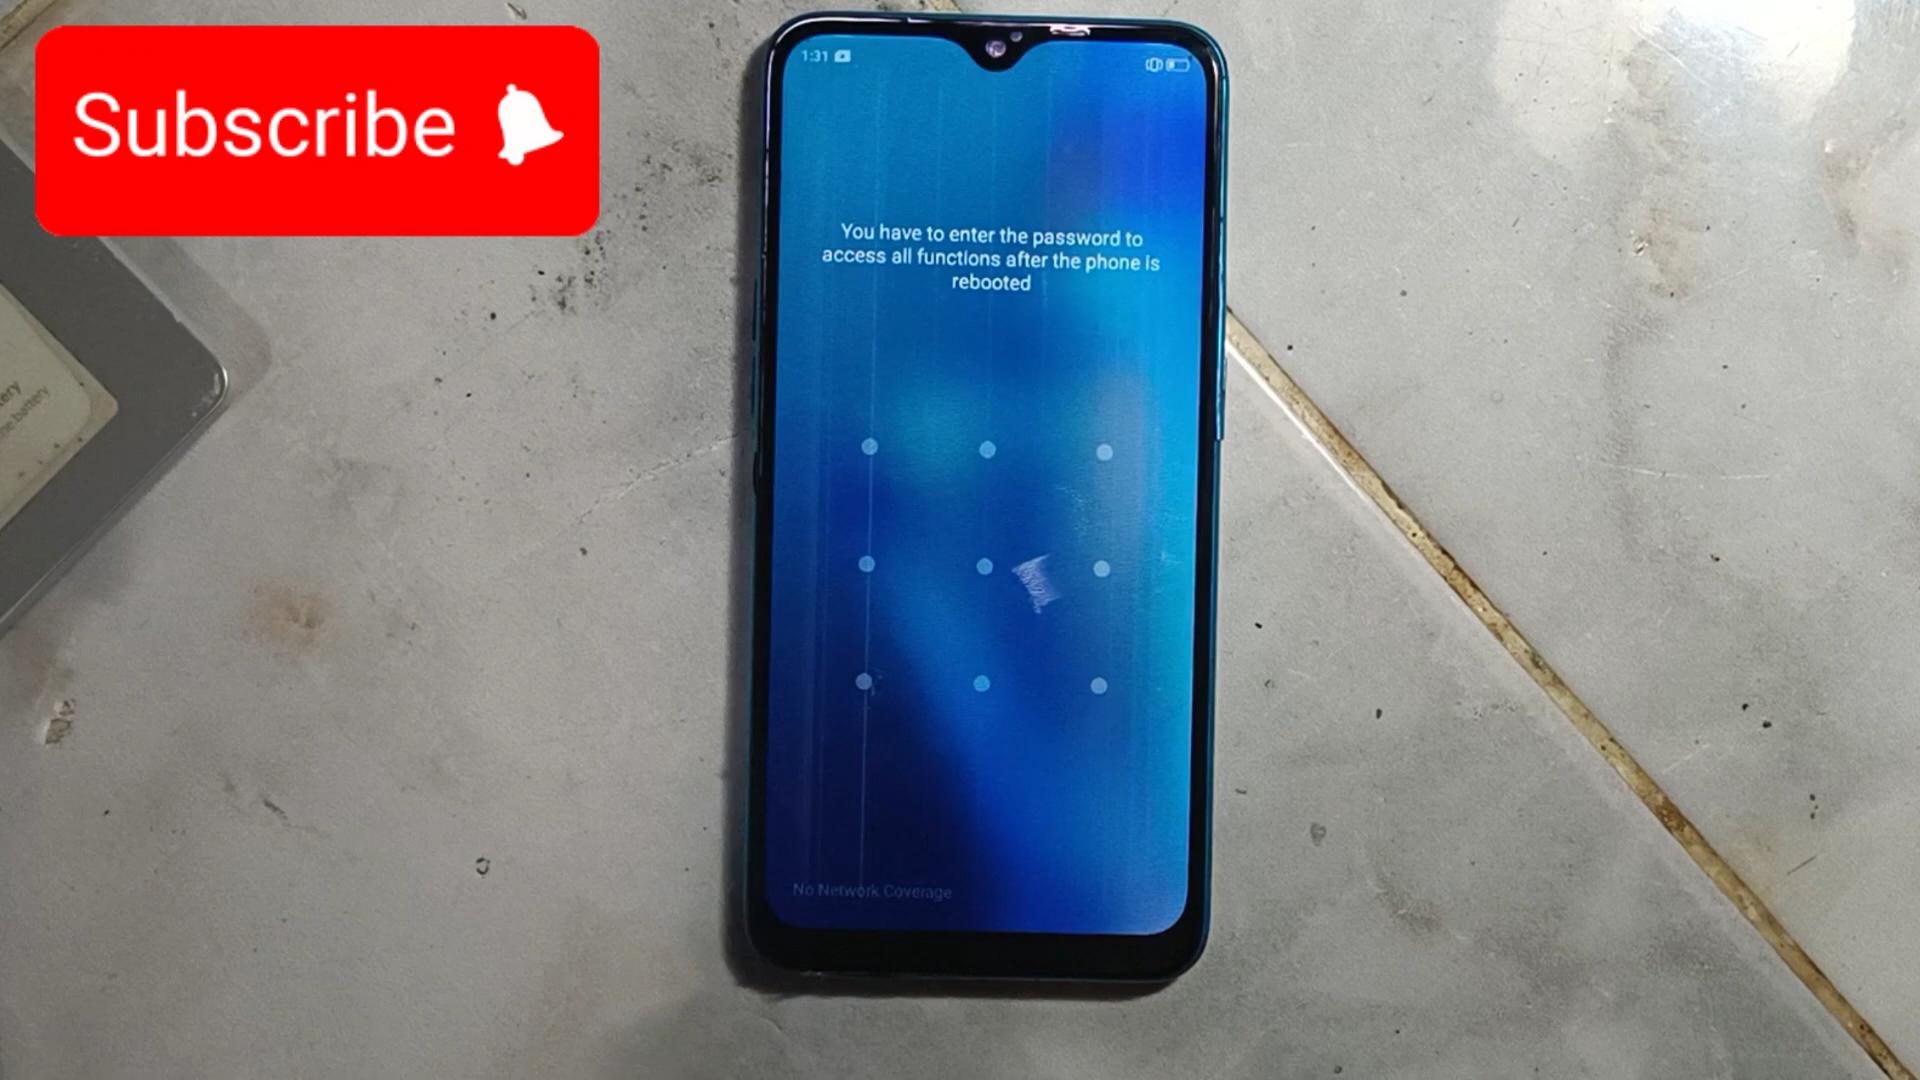 Subscribe
1:31
You have to enter the password to
access all functions after the phone is
rebooted
No Network Coverage
battery